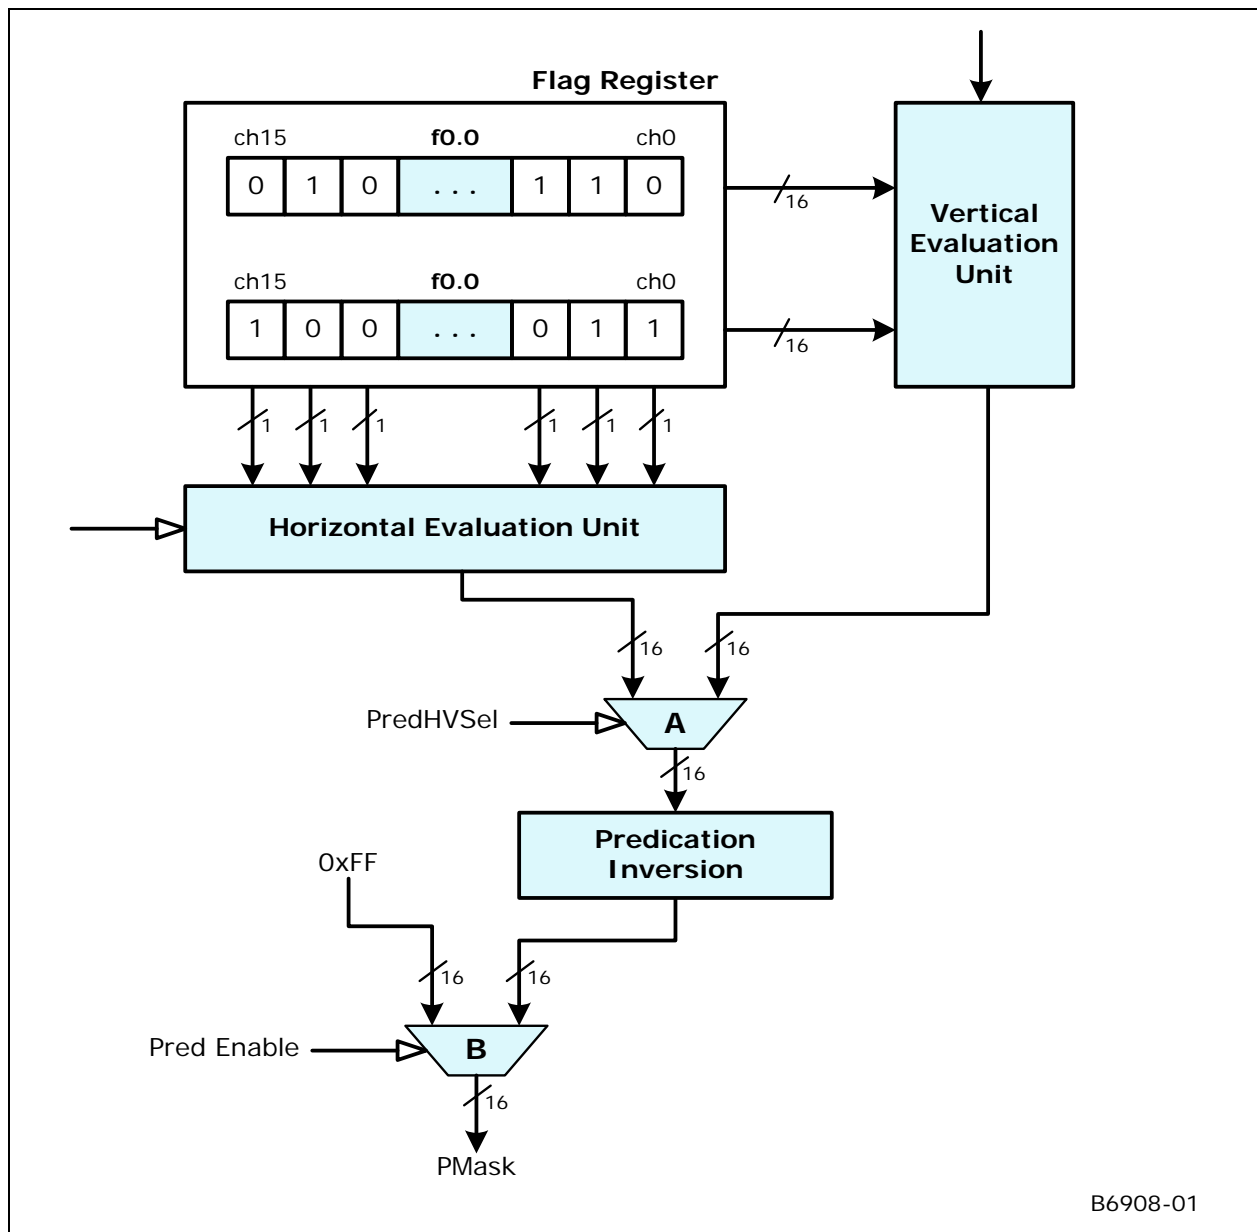 Flag Register
ch15 f0.0 ch0
0 1 0 ... 1 1 0
16
Vertical
Evaluation
Unit
ch15 f0.0 ch0
1 0 0 ... 0 1 1
16
1 1 1 1 1 1
Horizontal Evaluation Unit
16 16
PredHVSel A
16
Predication
Inversion
0xFF
16 16
Pred Enable B
16
PMask
B6908-01